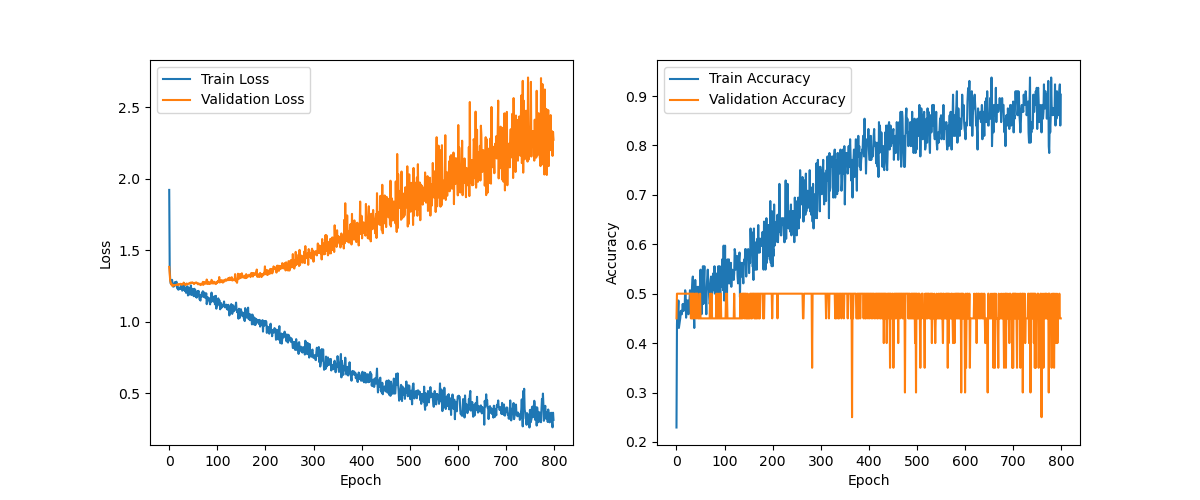 Train Loss
Validation Loss
2.5
2.0
1.5
1.0
0.5
Loss
0 100 200 300 400 500 600 700 800
Epoch
Train Accuracy
Validation Accuracy
0.9
0.8
0.7
0.6
0.5
0.4
0.3
0.2
Accuracy
0 100 200 300 400 500 600 700 800
Epoch